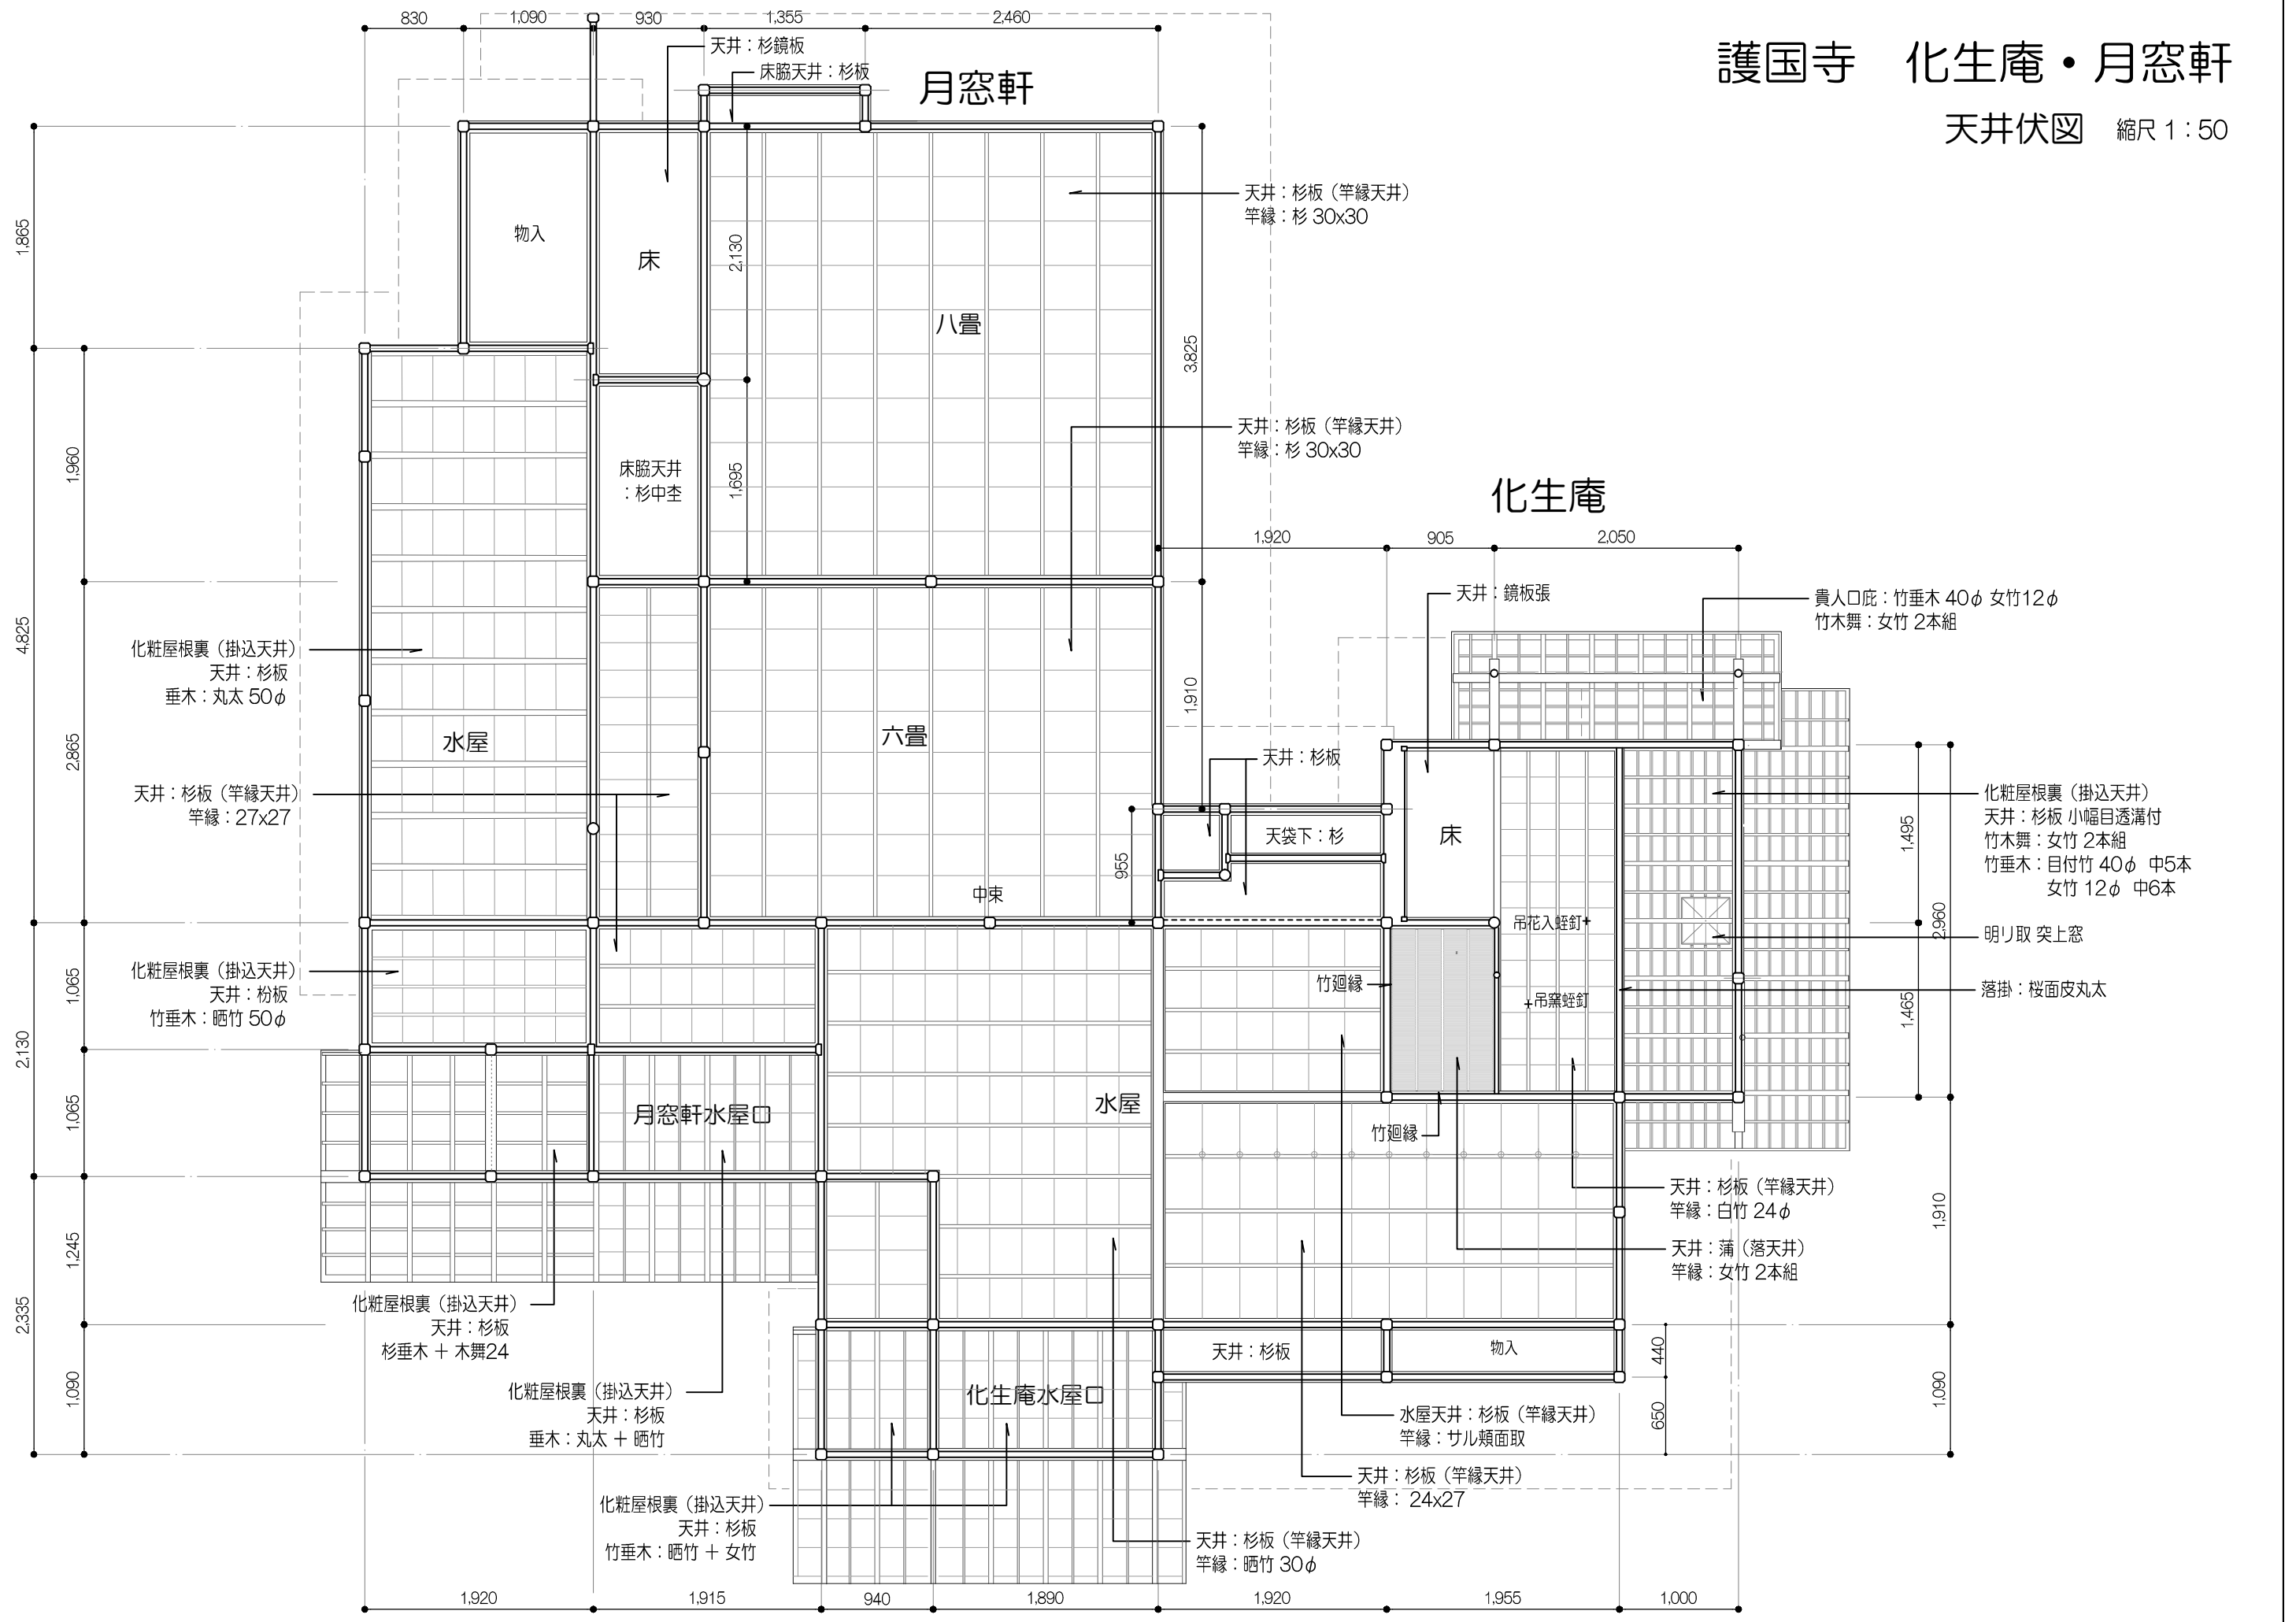 護国寺　化生庵・月窓軒
天井伏図　縮尺 1：50
830
1,090
930
1,355
2,460
天井：杉鏡板
床脇天井：杉板
月窓軒
1,865
物入
床
2,130
八畳
天井：杉板（竿縁天井）
竿縁：杉 30x30
3,825
天井：杉板（竿縁天井）
竿縁：杉 30x30
1,960
床脇天井
：杉中杢
1,695
化生庵
1,920
905
2,050
天井：鏡板張
貴人口庇：竹垂木 40φ 女竹12φ
竹木舞：女竹 2本組
4,825
化粧屋根裏（掛込天井）
天井：杉板
垂木：丸太 50φ
2,865
水屋
六畳
1,910
天井：杉板
天井：杉板（竿縁天井）
竿縁：27x27
955
天袋下：杉
床
化粧屋根裏（掛込天井）
天井：杉板 小幅目透溝付
竹木舞：女竹 2本組
竹垂木：目付竹 40φ 中5本
女竹 12φ 中6本
1,495
2,960
中束
吊花入蛭釘
明り取 突上窓
化粧屋根裏（掛込天井）
天井：枌板
竹垂木：晒竹 50φ
1,065
竹廻縁
吊窯蛭釘
落掛：桜面皮丸太
1,465
2,130
1,065
月窓軒水屋口
水屋
竹廻縁
天井：杉板（竿縁天井）
竿縁：白竹 24φ
1,910
天井：蒲（落天井）
竿縁：女竹 2本組
1,245
2,335
化粧屋根裏（掛込天井）
天井：杉板
杉垂木 ＋ 木舞24
天井：杉板
物入
440
1,090
化粧屋根裏（掛込天井）
天井：杉板
垂木：丸太 ＋ 晒竹
化生庵水屋口
水屋天井：杉板（竿縁天井）
竿縁：サル頬面取
650
1,090
天井：杉板（竿縁天井）
竿縁： 24x27
化粧屋根裏（掛込天井）
天井：杉板
竹垂木：晒竹 ＋ 女竹
天井：杉板（竿縁天井）
竿縁：晒竹 30φ
1,920
1,915
940
1,890
1,920
1,955
1,000